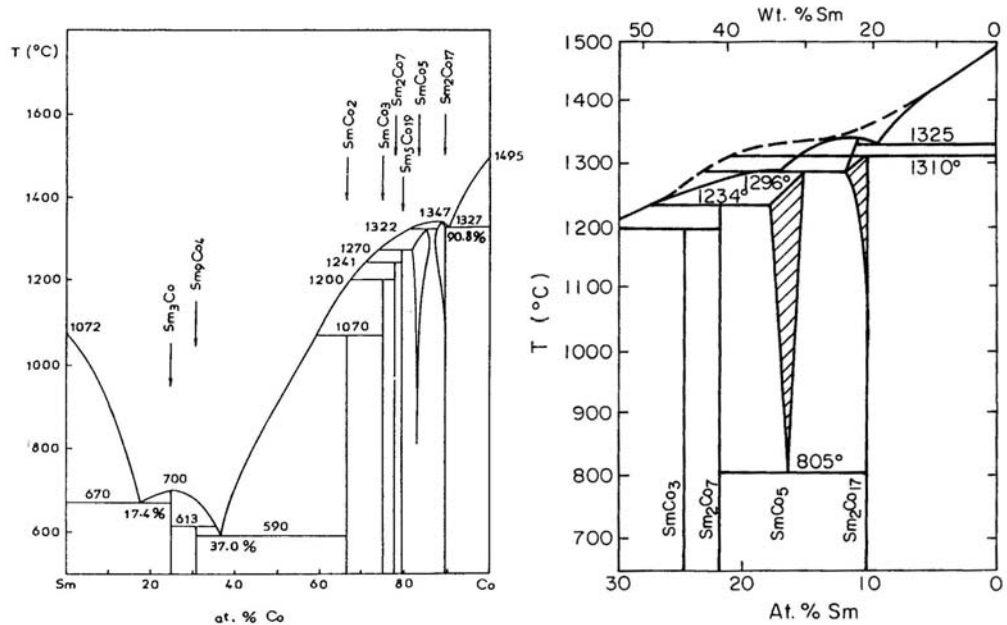 T (°C)
1600
1400
1200
1000
800
600
SmCo2
SmCo3
Sm2Co7
Sm5Co19
SmCo5
Sm2Co17
Sm3Co
Sm9Co4
1495
1347
1327
90.8%
1322
1270
1241
1200
1070
1072
700
670
17.4 %
613
590
37.0 %
Sm
20
40
60
80
Co
at. % Co
Wt. % Sm
50
40
30
20
10
0
1500
1400
1300
1200
1100
1000
900
800
700
T (°C)
1325
1310°
1296°
1234°
805°
SmCo3
Sm2Co7
SmCo5
Sm2Co17
30
20
10
0
At. % Sm